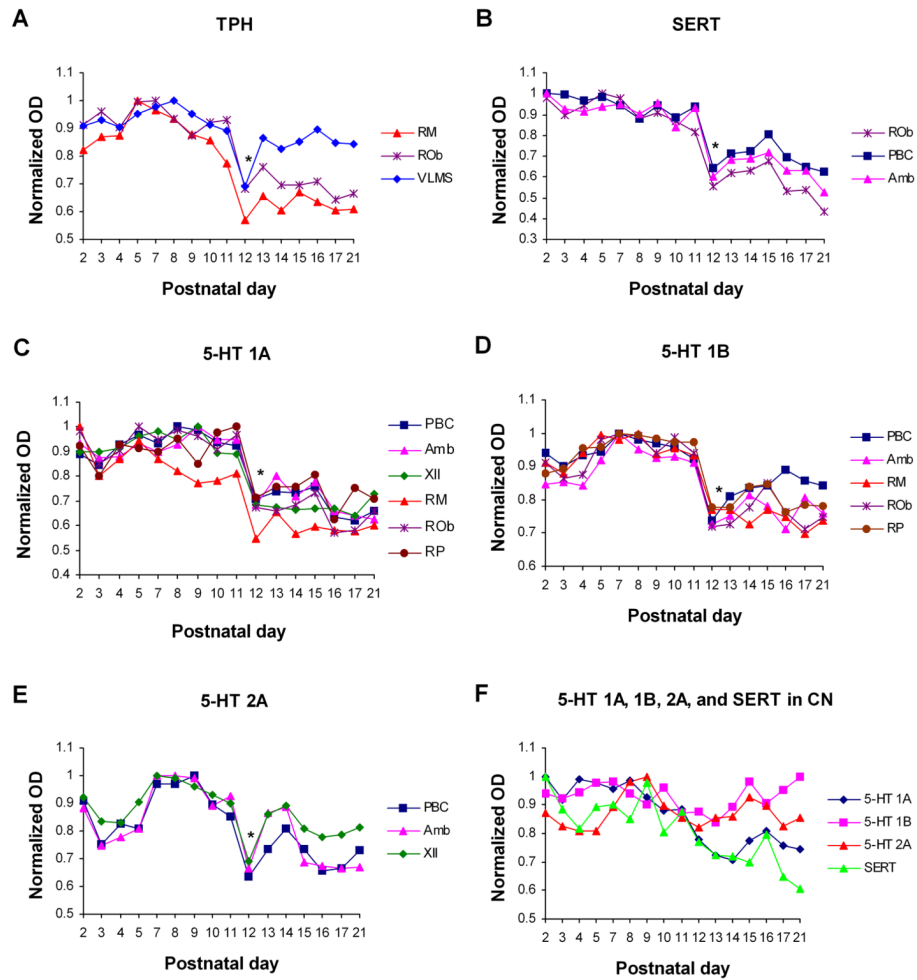 A
TPH
Normalized OD
1.1
1
0.9
0.8
0.7
0.6
0.5
*
2 3 4 5 7 8 9 10 11 12 13 14 15 16 17 21
Postnatal day
RM
ROb
VLMS
B
SERT
Normalized OD
1.1
1
0.9
0.8
0.7
0.6
0.5
0.4
0.3
*
2 3 4 5 7 8 9 10 11 12 13 14 15 16 17 21
Postnatal day
ROb
PBC
Amb
C
5-HT 1A
Normalized OD
1.1
1
0.9
0.8
0.7
0.6
0.5
0.4
*
2 3 4 5 7 8 9 10 11 12 13 14 15 16 17 21
Postnatal day
PBC
Amb
XII
RM
ROb
RP
D
5-HT 1B
Normalized OD
1.1
1
0.9
0.8
0.7
0.6
*
2 3 4 5 7 8 9 10 11 12 13 14 15 16 17 21
Postnatal day
PBC
Amb
RM
ROb
RP
E
5-HT 2A
Normalized OD
1.1
1
0.9
0.8
0.7
0.6
0.5
*
2 3 4 5 7 8 9 10 11 12 13 14 15 16 17 21
Postnatal day
PBC
Amb
XII
F
5-HT 1A, 1B, 2A, and SERT in CN
Normalized OD
1.1
1
0.9
0.8
0.7
0.6
0.5
2 3 4 5 7 8 9 10 11 12 13 14 15 16 17 21
Postnatal day
5-HT 1A
5-HT 1B
5-HT 2A
SERT